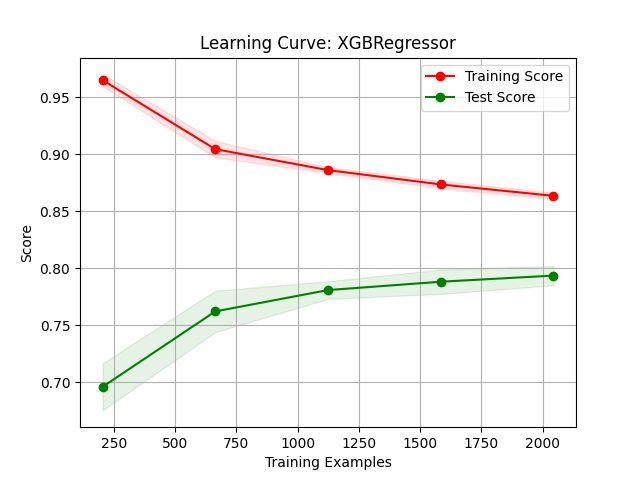 Learning Curve: XGBRegressor
Training Score
Test Score
0.95
0.90
0.85
0.80
0.75
0.70
Score
250 500 750 1000 1250 1500 1750 2000
Training Examples